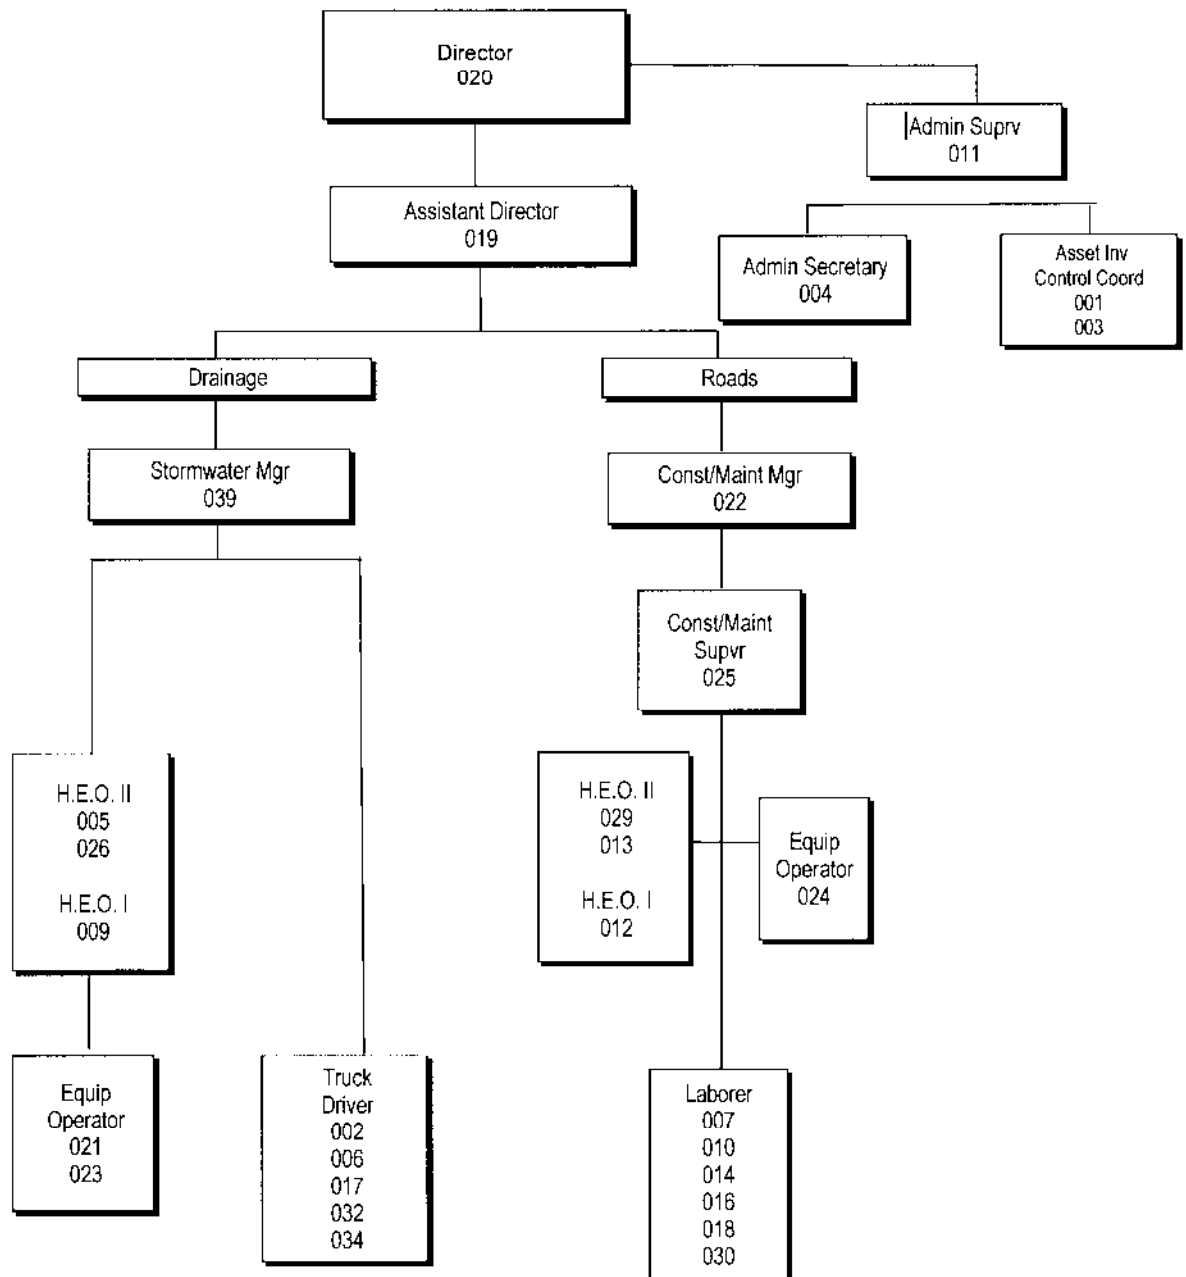 Director
020
Admin Suprv
011
Assistant Director
019
Admin Secretary
004
Asset Inv
Control Coord
001
003
Drainage
Roads
Stormwater Mgr
039
Const/Maint Mgr
022
Const/Maint
Supvr
025
H.E.O. II
005
026
H.E.O. I
009
H.E.O. II
029
013
H.E.O. I
012
Equip
Operator
024
Equip
Operator
021
023
Truck
Driver
002
006
017
032
034
Laborer
007
010
014
016
018
030